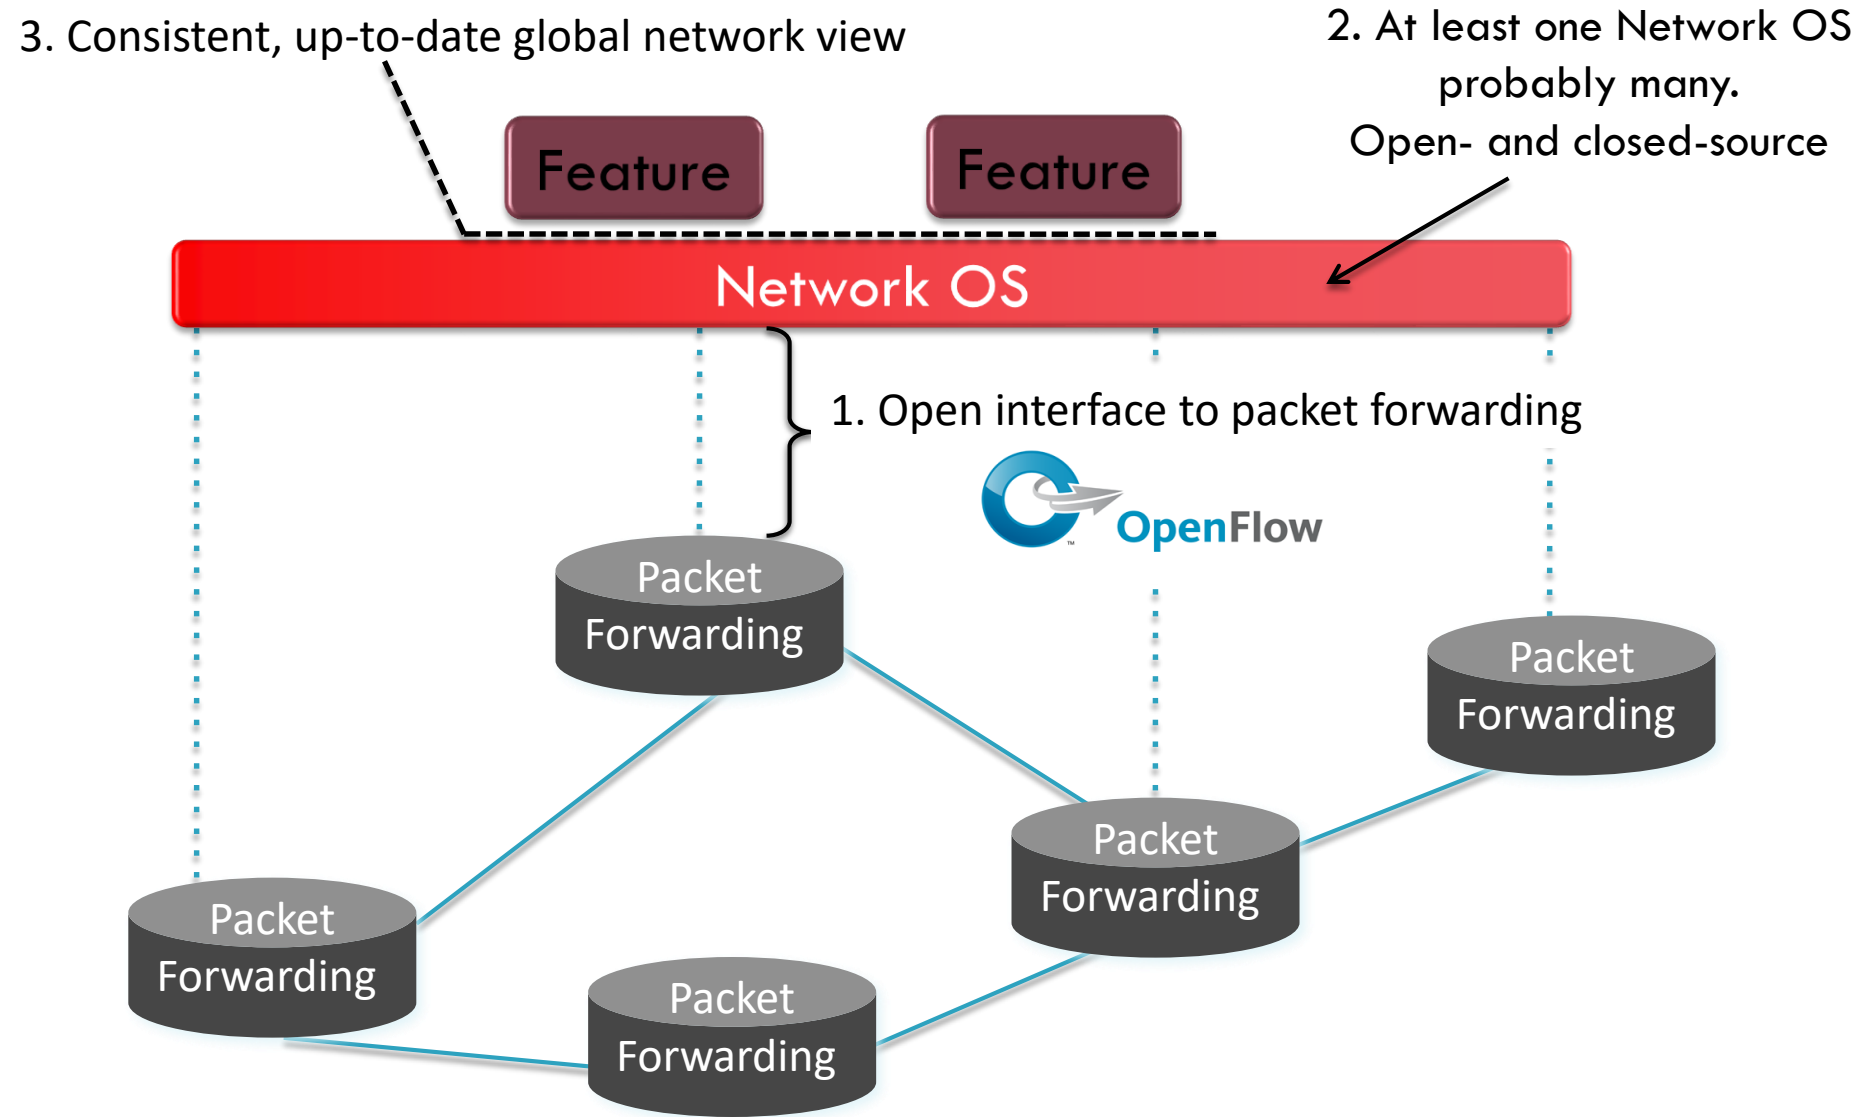 3. Consistent, up-to-date global network view
2. At least one Network OS
probably many.
Open- and closed-source
Feature
Feature
Network OS
1. Open interface to packet forwarding
OpenFlow
™
Packet
Forwarding
Packet
Forwarding
Packet
Forwarding
Packet
Forwarding
Packet
Forwarding